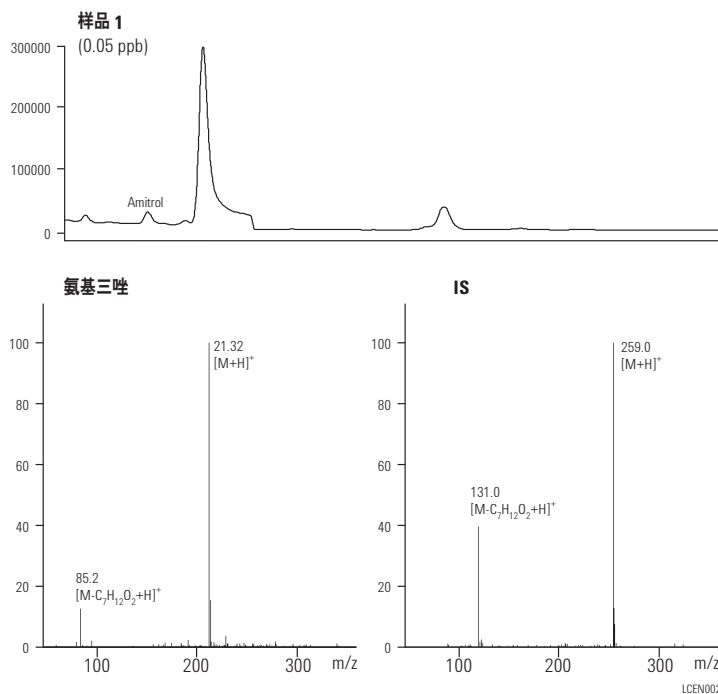 样品 1
(0.05 ppb)
300000
200000
100000
0
Amitrol
氨基三唑
100
80
60
40
20
0
21.32
[M+H]⁺
85.2
[M-C₇H₁₂O₂+H]⁺
100
200
300
m/z
IS
100
80
60
40
20
0
259.0
[M+H]⁺
131.0
[M-C₇H₁₂O₂+H]⁺
100
200
300
m/z
LCEN002